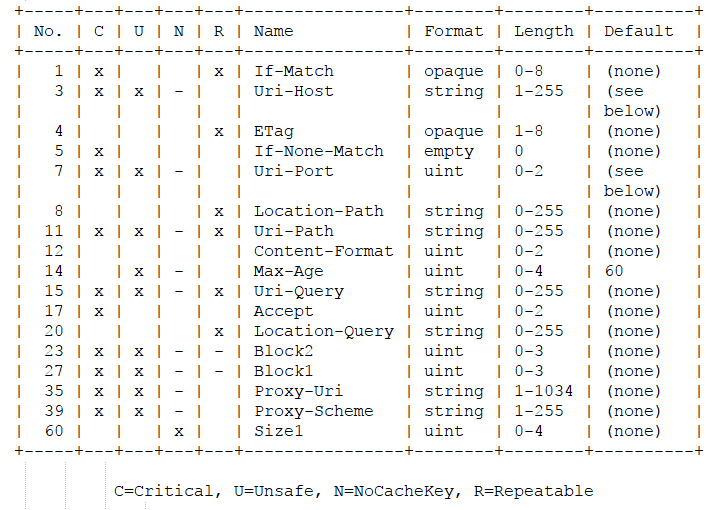 +-----+---+---+---+---+----------------+--------+--------+----------+
| No. | C | U | N | R | Name           | Format | Length | Default  |
+-----+---+---+---+---+----------------+--------+--------+----------+
|   1 | x |   |   | x | If-Match       | opaque | 0-8    | (none)   |
|   3 | x | x | - |   | Uri-Host       | string | 1-255  | (see     |
|     |   |   |   |   |                |        |        | below)   |
|   4 |   |   |   | x | ETag           | opaque | 1-8    | (none)   |
|   5 | x |   |   |   | If-None-Match  | empty  | 0      | (none)   |
|   7 | x | x | - |   | Uri-Port       | uint   | 0-2    | (see     |
|     |   |   |   |   |                |        |        | below)   |
|   8 |   |   |   | x | Location-Path  | string | 0-255  | (none)   |
|  11 | x | x | - | x | Uri-Path       | string | 0-255  | (none)   |
|  12 |   |   |   |   | Content-Format | uint   | 0-2    | (none)   |
|  14 |   | x | - |   | Max-Age        | uint   | 0-4    | 60       |
|  15 | x | x | - | x | Uri-Query      | string | 0-255  | (none)   |
|  17 | x |   |   |   | Accept         | uint   | 0-2    | (none)   |
|  20 |   |   |   | x | Location-Query | string | 0-255  | (none)   |
|  23 | x | x | - | - | Block2         | uint   | 0-3    | (none)   |
|  27 | x | x | - | - | Block1         | uint   | 0-3    | (none)   |
|  35 | x | x | - |   | Proxy-Uri      | string | 1-1034 | (none)   |
|  39 | x | x | - |   | Proxy-Scheme   | string | 1-255  | (none)   |
|  60 |   |   | x |   | Size1          | uint   | 0-4    | (none)   |
+-----+---+---+---+---+----------------+--------+--------+----------+
C=Critical, U=Unsafe, N=NoCacheKey, R=Repeatable